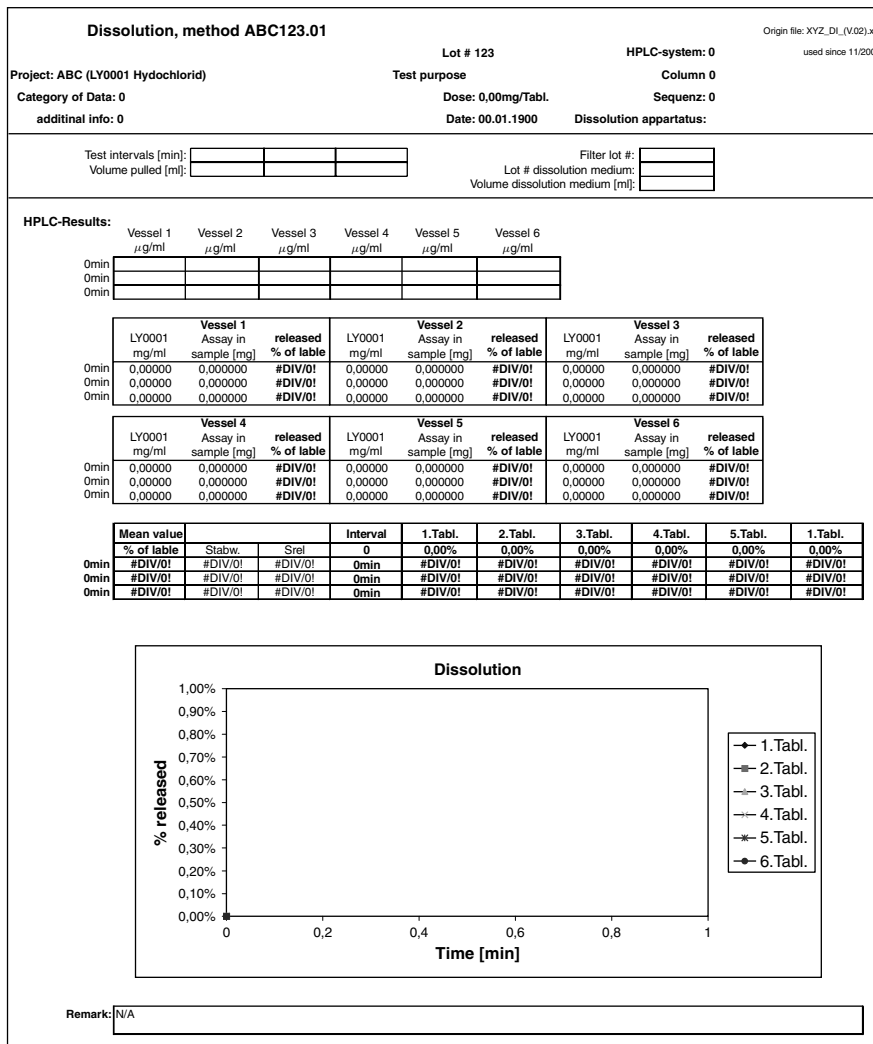 Dissolution, method ABC123.01
Origin file: XYZ_DI_(V.02).x
Lot # 123 HPLC-system: 0 used since 11/200
Project: ABC (LY0001 Hydochlorid) Test purpose Column 0
Category of Data: 0 Dose: 0,00mg/Tabl. Sequenz: 0
additinal info: 0 Date: 00.01.1900 Dissolution appartatus:
Test intervals [min]: Filter lot #:
Volume pulled [ml]: Lot # dissolution medium:
Volume dissolution medium [ml]:
HPLC-Results:
Vessel 1 Vessel 2 Vessel 3 Vessel 4 Vessel 5 Vessel 6
µg/ml µg/ml µg/ml µg/ml µg/ml µg/ml
0min
0min
0min
Vessel 1 Vessel 2 Vessel 3
LY0001 Assay in released LY0001 Assay in released LY0001 Assay in released
mg/ml sample [mg] % of lable mg/ml sample [mg] % of lable mg/ml sample [mg] % of lable
0min 0,00000 0,000000 #DIV/0! 0,00000 0,000000 #DIV/0! 0,00000 0,000000 #DIV/0!
0min 0,00000 0,000000 #DIV/0! 0,00000 0,000000 #DIV/0! 0,00000 0,000000 #DIV/0!
0min 0,00000 0,000000 #DIV/0! 0,00000 0,000000 #DIV/0! 0,00000 0,000000 #DIV/0!
Vessel 4 Vessel 5 Vessel 6
LY0001 Assay in released LY0001 Assay in released LY0001 Assay in released
mg/ml sample [mg] % of lable mg/ml sample [mg] % of lable mg/ml sample [mg] % of lable
0min 0,00000 0,000000 #DIV/0! 0,00000 0,000000 #DIV/0! 0,00000 0,000000 #DIV/0!
0min 0,00000 0,000000 #DIV/0! 0,00000 0,000000 #DIV/0! 0,00000 0,000000 #DIV/0!
0min 0,00000 0,000000 #DIV/0! 0,00000 0,000000 #DIV/0! 0,00000 0,000000 #DIV/0!
Mean value Interval 1.Tabl. 2.Tabl. 3.Tabl. 4.Tabl. 5.Tabl. 1.Tabl.
% of lable Stabw. Srel 0 0,00% 0,00% 0,00% 0,00% 0,00% 0,00%
0min #DIV/0! #DIV/0! #DIV/0! 0min #DIV/0! #DIV/0! #DIV/0! #DIV/0! #DIV/0! #DIV/0!
0min #DIV/0! #DIV/0! #DIV/0! 0min #DIV/0! #DIV/0! #DIV/0! #DIV/0! #DIV/0! #DIV/0!
0min #DIV/0! #DIV/0! #DIV/0! 0min #DIV/0! #DIV/0! #DIV/0! #DIV/0! #DIV/0! #DIV/0!
Dissolution
% released
1,00%
0,90%
0,80%
0,70%
0,60%
0,50%
0,40%
0,30%
0,20%
0,10%
0,00%
0 0,2 0,4 0,6 0,8 1
Time [min]
1.Tabl.
2.Tabl.
3.Tabl.
4.Tabl.
5.Tabl.
6.Tabl.
Remark: N/A